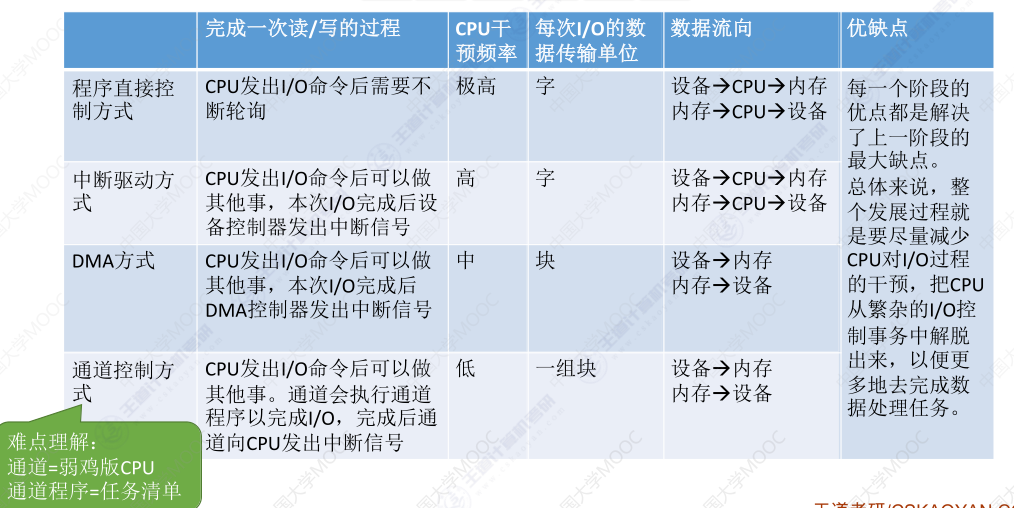 完成一次读/写的过程
CPU干
预频率
每次I/O的数
据传输单位
数据流向
优缺点
程序直接控
制方式
CPU发出I/O命令后需要不
断轮询
极高
字
设备→CPU→内存
内存→CPU→设备
每一个阶段的
优点都是解决
了上一阶段的
最大缺点。
总体来说，整
个发展过程就
是要尽量减少
CPU对I/O过程
的干预，把CPU
从繁杂的I/O控
制事务中解脱
出来，以便更
多地去完成数
据处理任务。
中断驱动方
式
CPU发出I/O命令后可以做
其他事，本次I/O完成后设
备控制器发出中断信号
高
字
设备→CPU→内存
内存→CPU→设备
DMA方式
CPU发出I/O命令后可以做
其他事，本次I/O完成后
DMA控制器发出中断信号
中
块
设备→内存
内存→设备
通道控制方
式
CPU发出I/O命令后可以做
其他事。通道会执行通道
程序以完成I/O，完成后通
道向CPU发出中断信号
低
一组块
设备→内存
内存→设备
难点理解：
通道=弱鸡版CPU
通道程序=任务清单